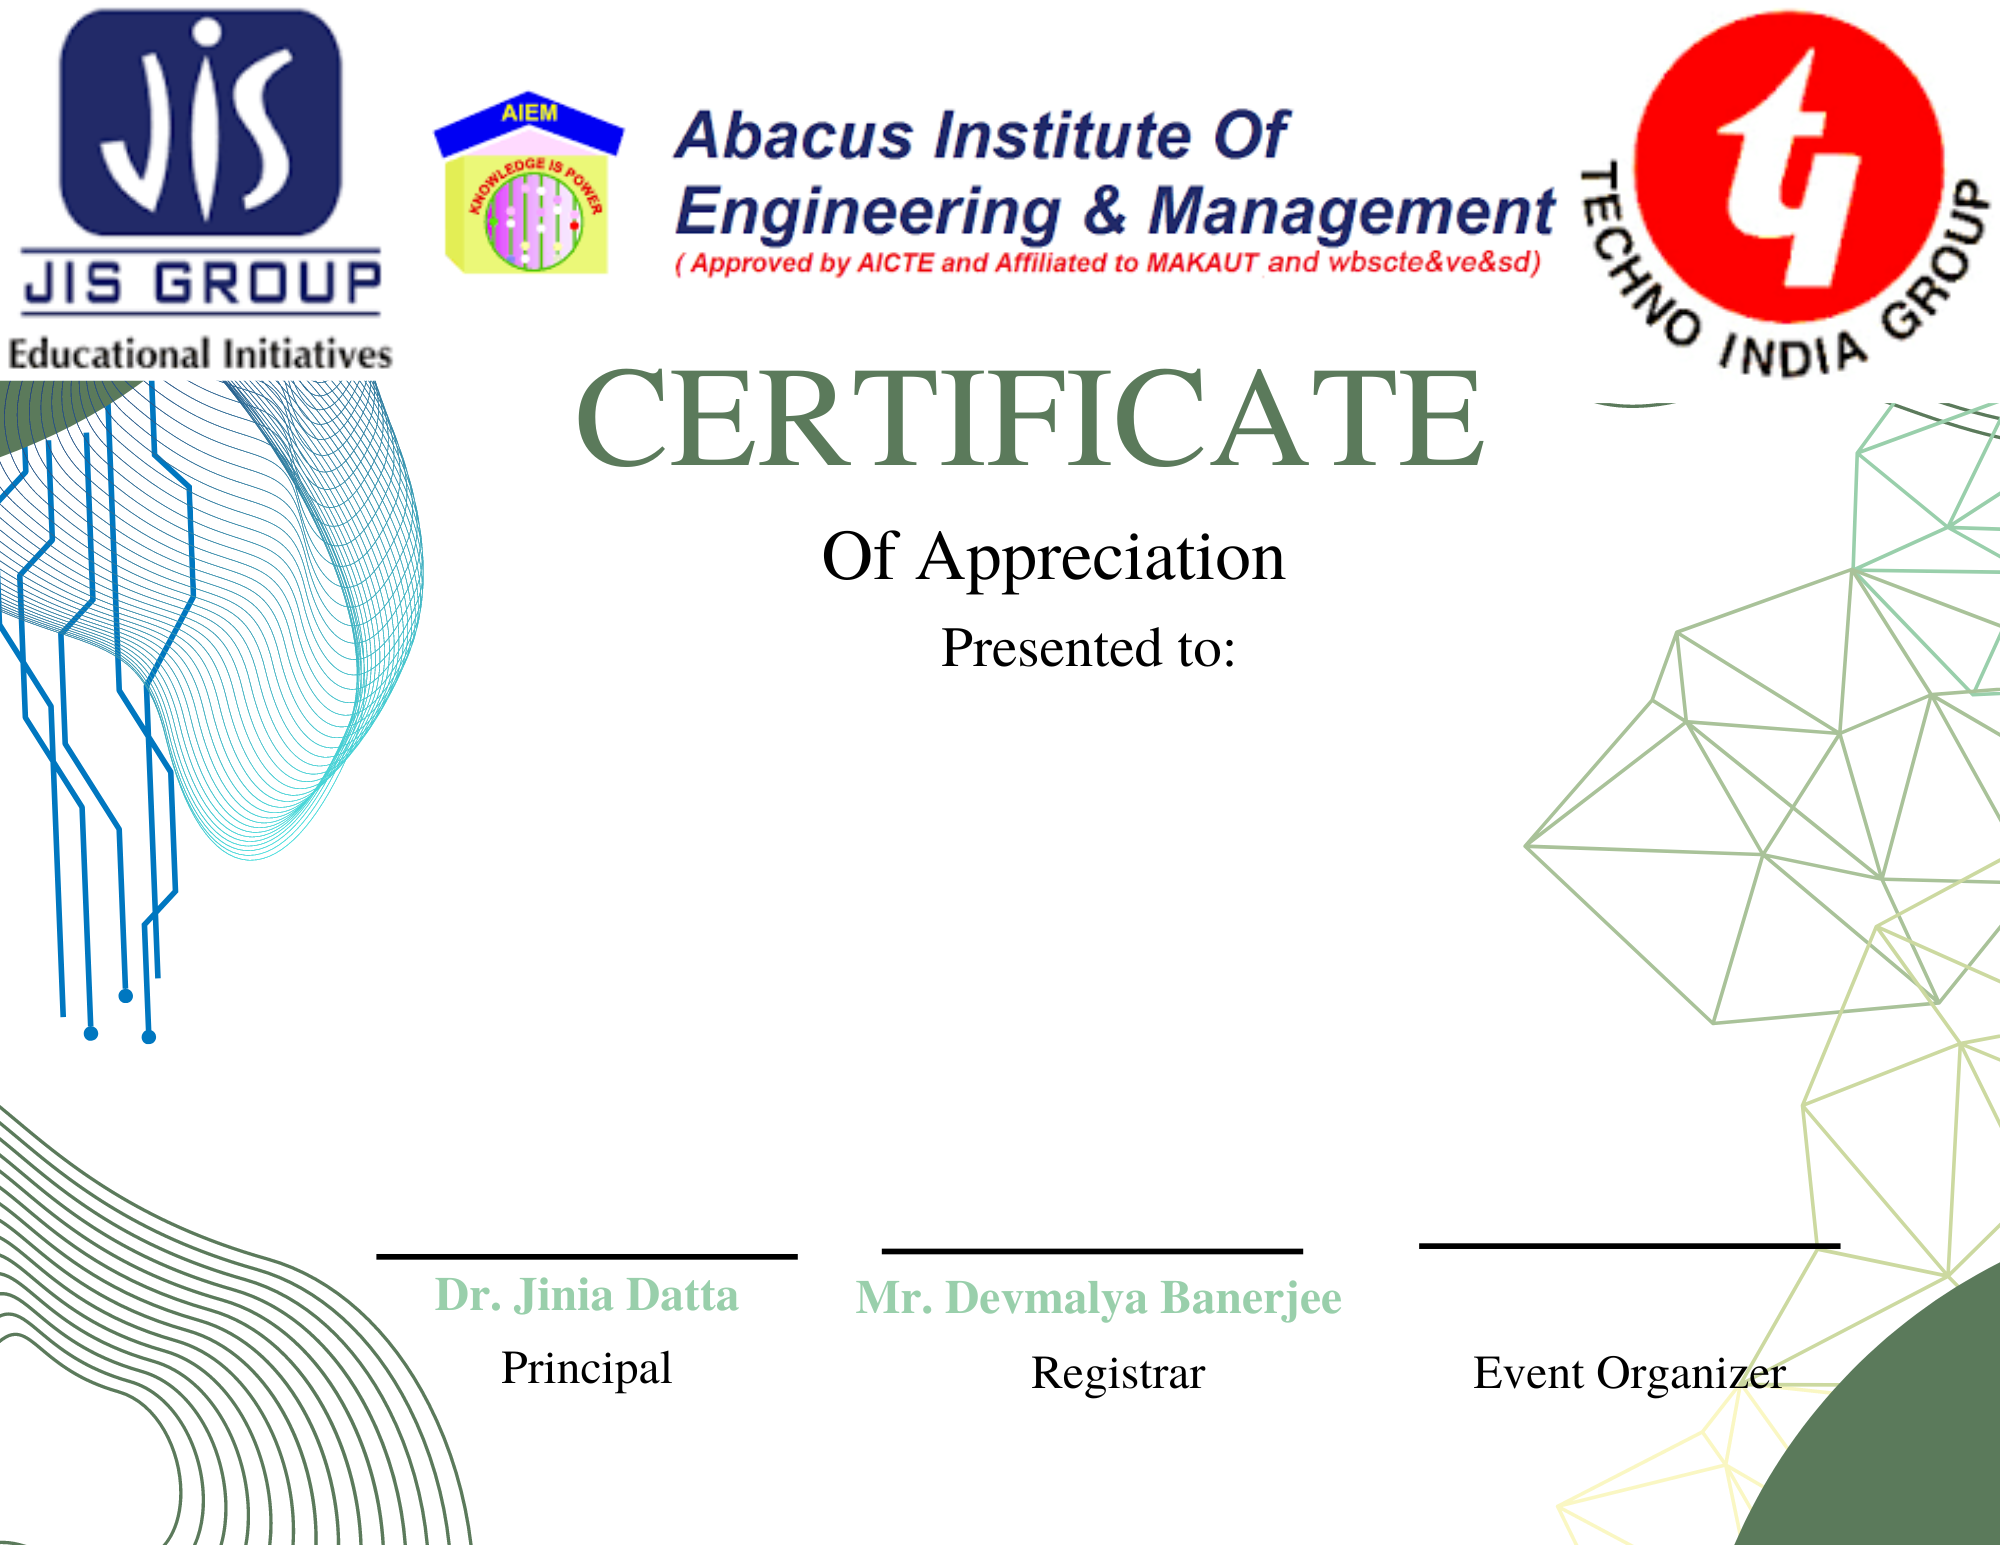 JiS
JIS GROUP
Educational Initiatives
AIEM
KNOWLEDGE IS POWER
Abacus Institute Of
Engineering & Management
( Approved by AICTE and Affiliated to MAKAUT and wbscte&ve&sd)
TECHNO INDIA GROUP
CERTIFICATE
Of Appreciation
Presented to:
Dr. Jinia Datta
Mr. Devmalya Banerjee
Principal
Registrar
Event Organizer